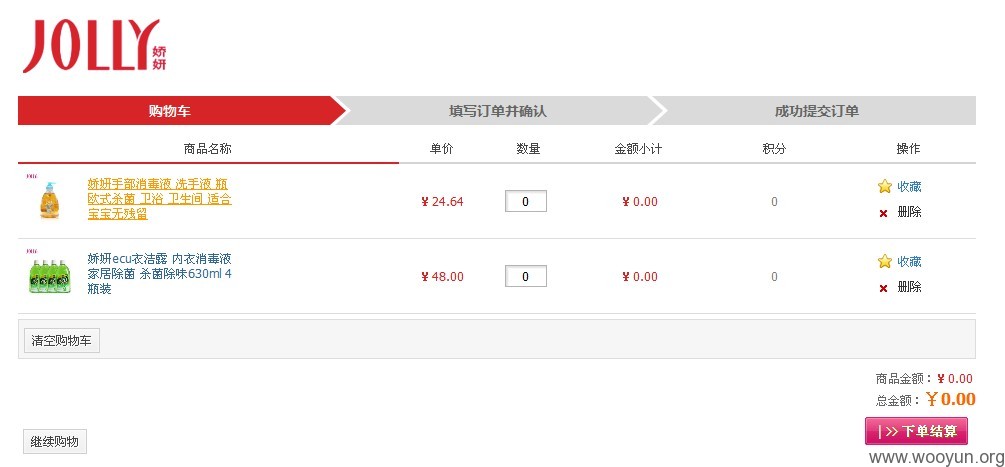 JOLLY 娇妍
购物车 填写订单并确认 成功提交订单
商品名称 单价 数量 金额小计 积分 操作
娇妍手部消毒液 洗手液 瓶
欧式杀菌 卫浴 卫生间 适合
宝宝无残留
¥ 24.64 0 ¥ 0.00 0
收藏
删除
娇妍ecu衣洁露 内衣消毒液
家居除菌 杀菌除味630ml 4
瓶装
¥ 48.00 0 ¥ 0.00 0
收藏
删除
清空购物车
商品金额：¥ 0.00
总金额：￥0.00
继续购物
|>> 下单结算
www.wooyun.org